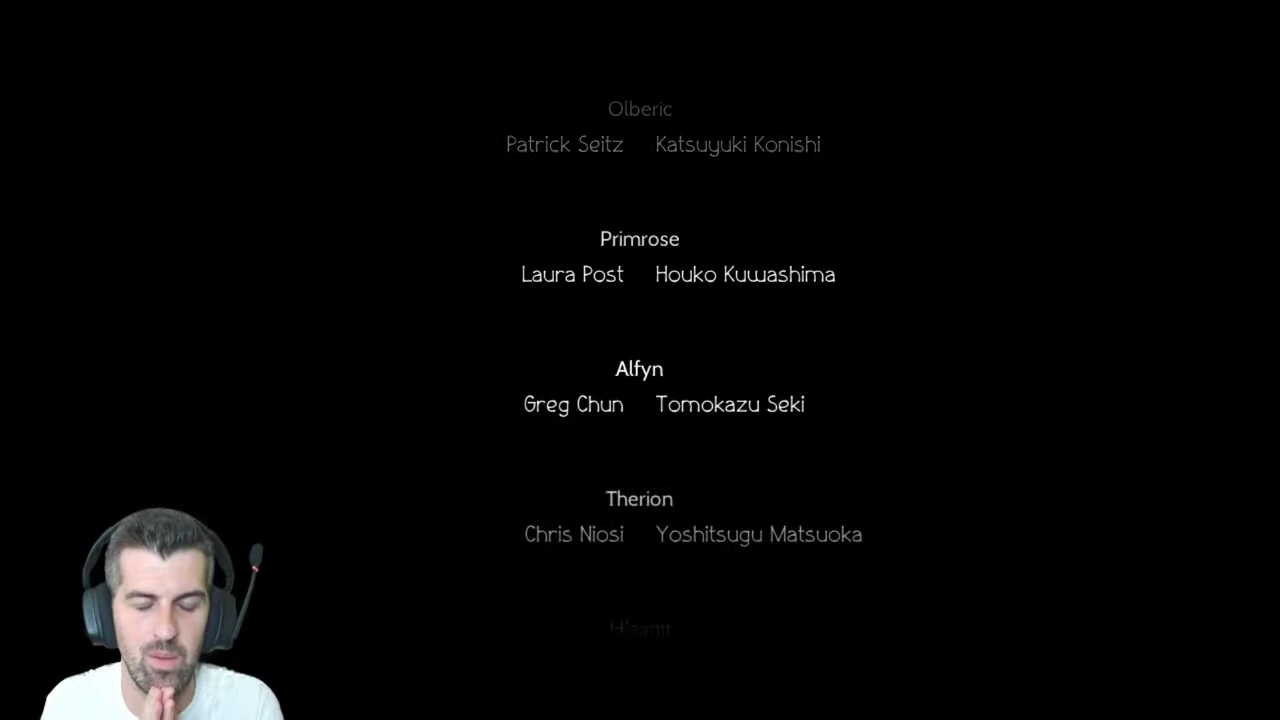 Olberic
Patrick Seitz Katsuyuki Konishi
Primrose
Laura Post Houko Kuwashima
Alfyn
Greg Chun Tomokazu Seki
Therion
Chris Niosi Yoshitsugu Matsuoka